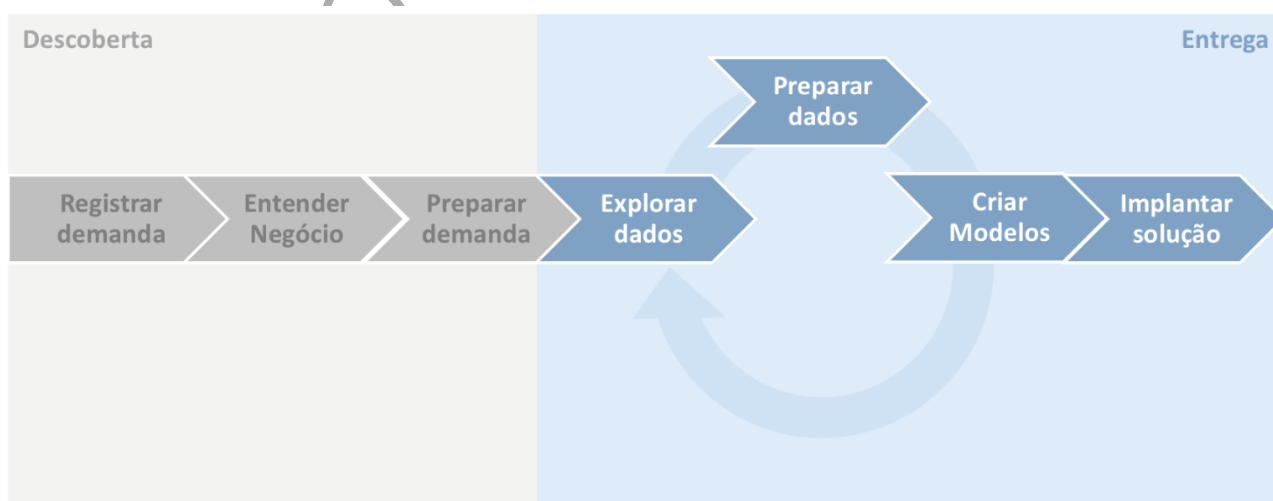 Descoberta
Entrega
Preparar
dados
Registrar
demanda
Entender
Negócio
Preparar
demanda
Explorar
dados
Criar
Modelos
Implantar
solução